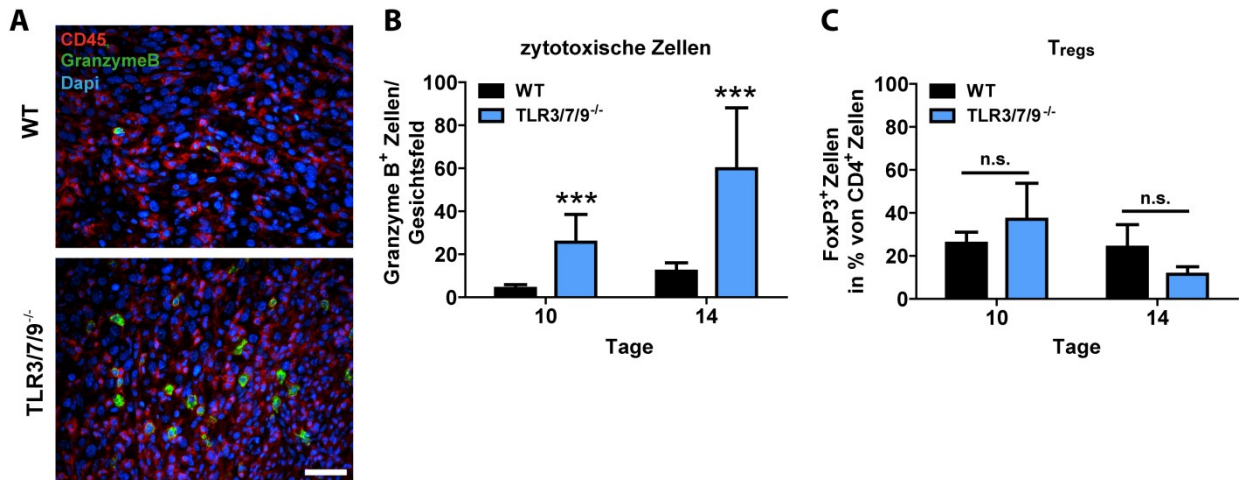 A
WT
CD45
GranzymeB
Dapi
TLR3/7/9-/-
B
zytotoxische Zellen
Granzyme B+ Zellen/
Gesichtsfeld
100
80
60
40
20
0
WT
TLR3/7/9-/-
***
***
10
14
Tage
C
Tregs
FoxP3+ Zellen
in % von CD4+ Zellen
100
80
60
40
20
0
WT
TLR3/7/9-/-
n.s.
n.s.
10
14
Tage